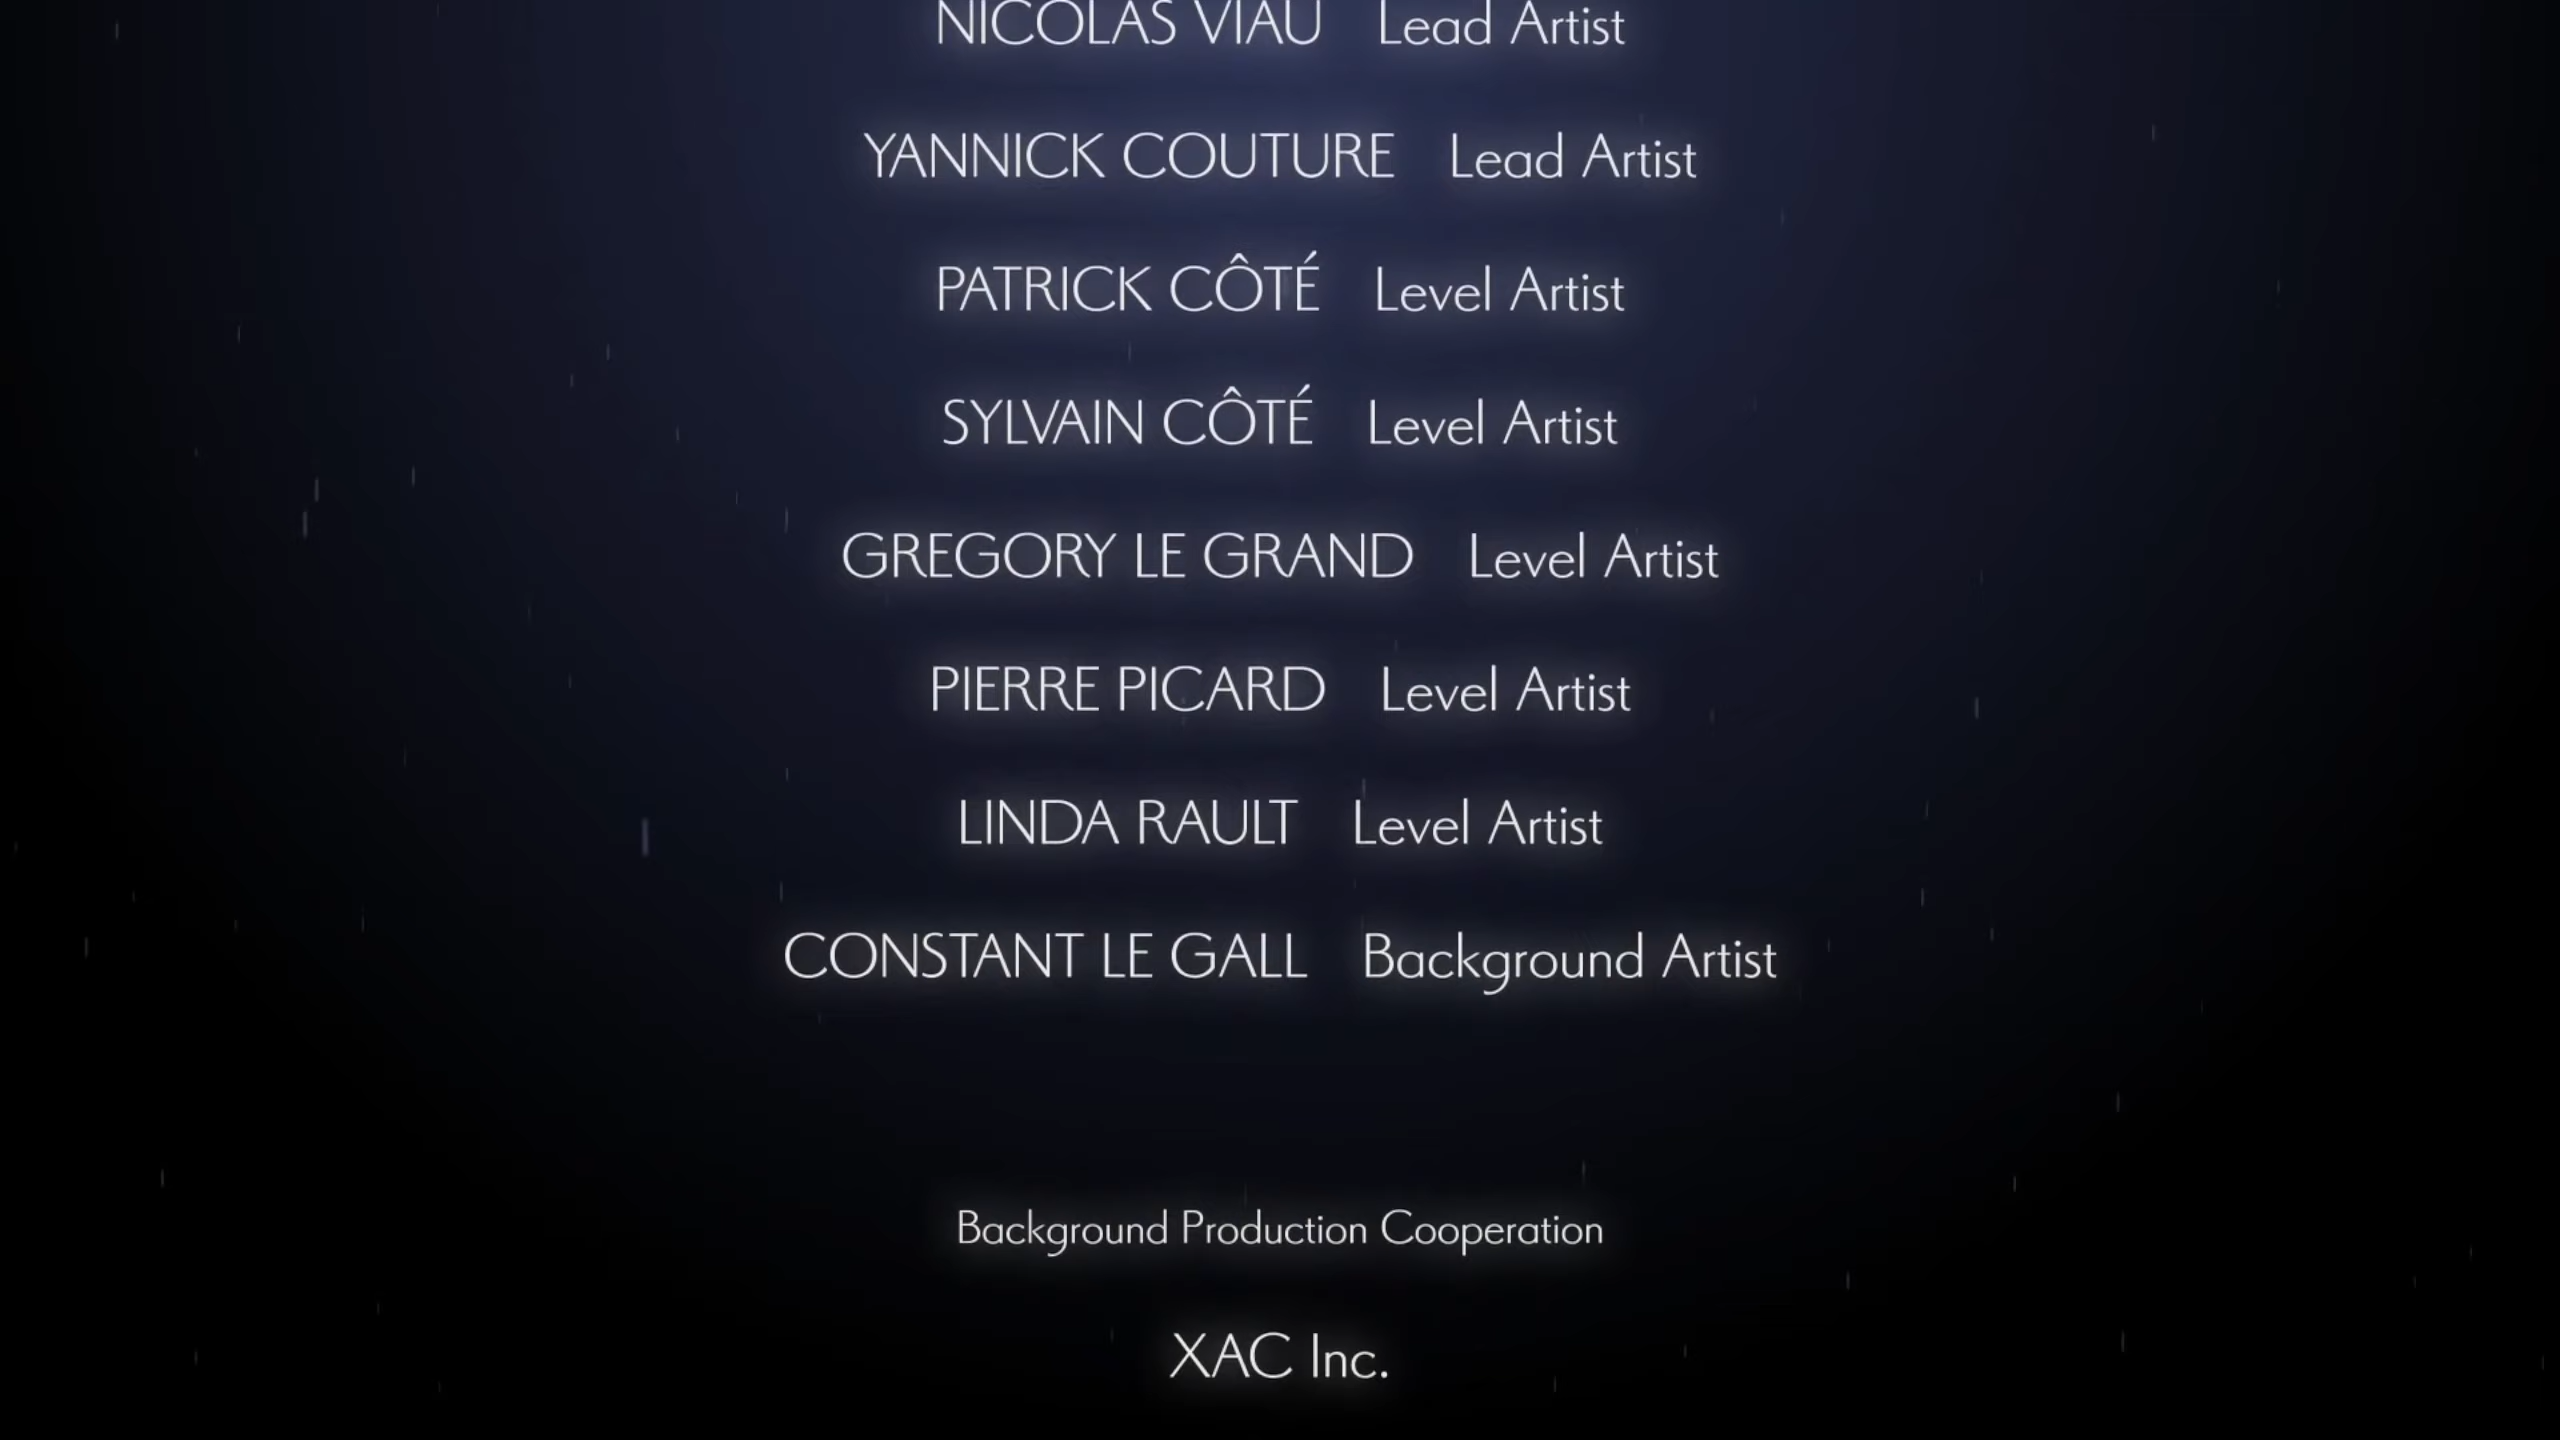 NICOLAS VIAU Lead Artist
YANNICK COUTURE Lead Artist
PATRICK CÔTÉ Level Artist
SYLVAIN CÔTÉ Level Artist
GREGORY LE GRAND Level Artist
PIERRE PICARD Level Artist
LINDA RAULT Level Artist
CONSTANT LE GALL Background Artist
Background Production Cooperation
XAC Inc.